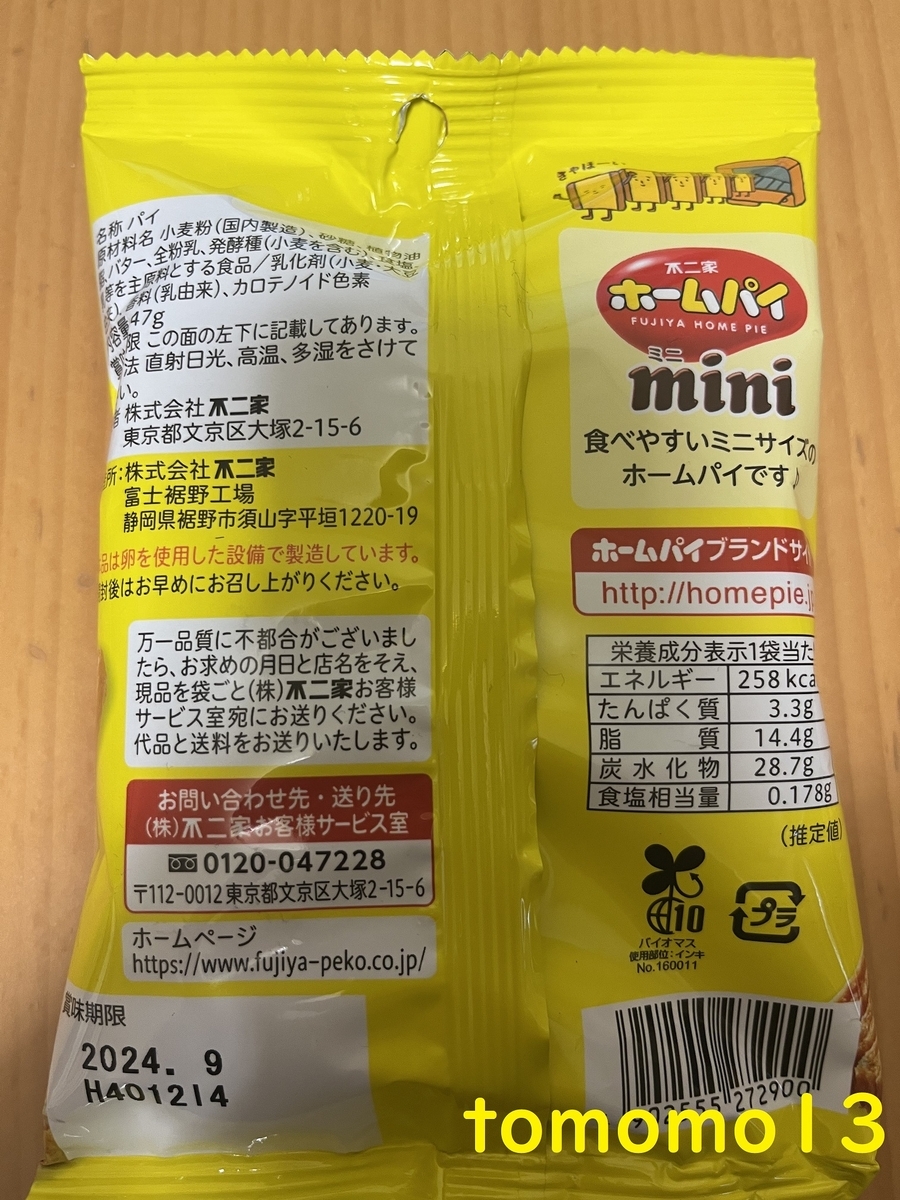 きゃほーい
名称 パイ
原材料名 小麦粉(国内製造)、砂糖、植物油
、バター、全粉乳、発酵種(小麦を含む)、食塩、
等を主原料とする食品/乳化剤(小麦・大豆
、香料(乳由来)、カロテノイド色素
47g
この面の左下に記載してあります。
法 直射日光、高温、多湿をさけて
い。
者 株式会社不二家
東京都文京区大塚2-15-6
所:株式会社不二家
富士裾野工場
静岡県裾野市須山字平垣1220-19
品は卵を使用した設備で製造しています。
封後はお早めにお召し上がりください。
万一品質に不都合がございまし
たら、お求めの月日と店名をそえ、
現品を袋ごと(株)不二家お客様
サービス室宛にお送りください。
代品と送料をお送りいたします。
お問い合わせ先・送り先
(株)不二家お客様サービス室
0120-047228
〒112-0012 東京都文京区大塚2-15-6
ホームページ
https://www.fujiya-peko.co.jp/
賞味期限
2024. 9
H401214
不二家
ホームパイ
FUJIYA HOME PIE
ミニ
mini
食べやすいミニサイズの
ホームパイです♪
ホームパイブランドサイ
http://homepie.j
栄養成分表示1袋当た
エネルギー 258 kca
たんぱく質 3.3g
脂質 14.4g
炭水化物 28.7g
食塩相当量 0.178g
(推定値)
10
バイオマス
使用部位:インキ
No.160011
プラ
902555 272900
tomomo13